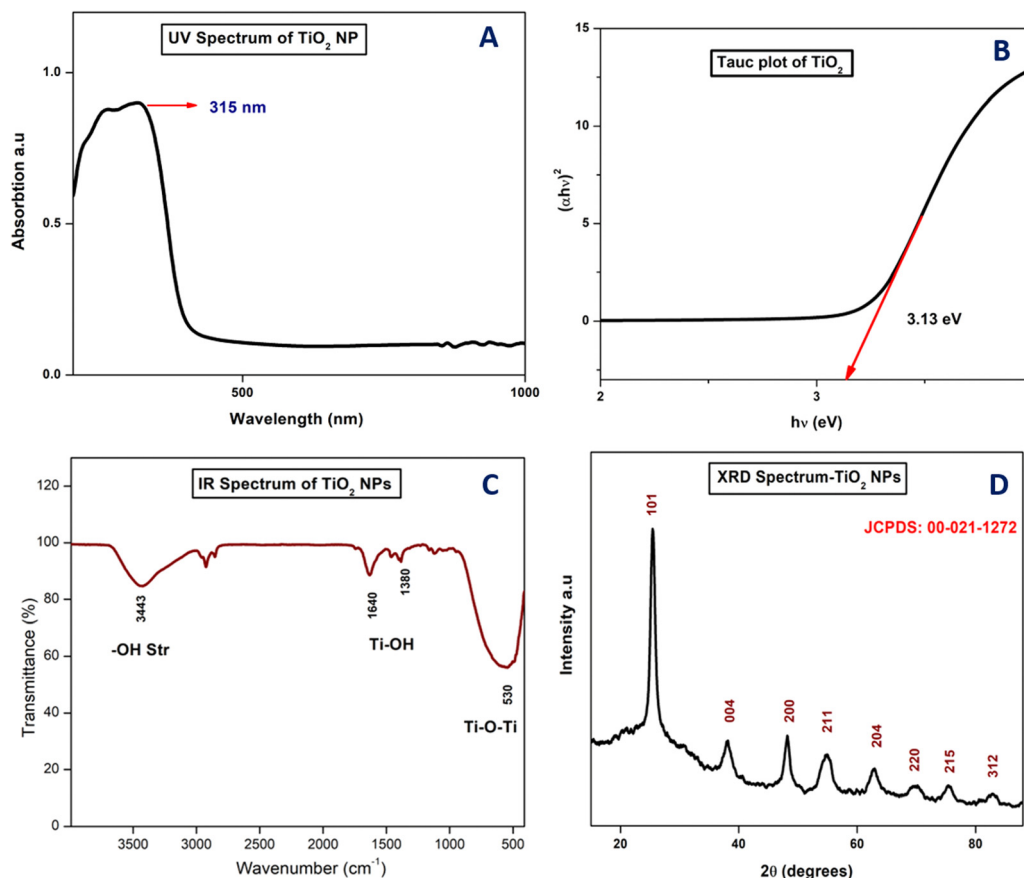 UV Spectrum of TiO2 NP
A
1.0
315 nm
0.5
0.0
Absorbtion a.u
500
1000
Wavelength (nm)
Tauc plot of TiO2
B
15
10
5
0
(αhν)2
3.13 eV
2
3
hν (eV)
IR Spectrum of TiO2 NPs
C
120
100
80
60
40
20
0
Transmittance (%)
3443
-OH Str
1640
1380
Ti-OH
530
Ti-O-Ti
3500
3000
2500
2000
1500
1000
500
Wavenumber (cm-1)
XRD Spectrum-TiO2 NPs
D
JCPDS: 00-021-1272
Intensity a.u
101
004
200
211
204
220
215
312
20
40
60
80
2θ (degrees)